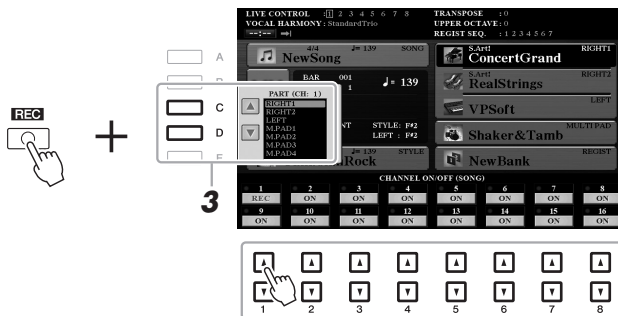 LIVE CONTROL : 1 2 3 4 5 6 7 8
VOCAL HARMONY : StandardTrio
--:--
TRANSPOSE : 0
UPPER OCTAVE : 0
REGIST SEQ. : 1 2 3 4 5 6 7
4/4 ♩= 139 SONG
NewSong
BAR 001
1
♩= 139
NT STYLE: F#2
LEFT : F#2
♩= 139 STYLE
Rock
S.Art! RIGHT1
ConcertGrand
S.Art! RIGHT2
RealStrings
LEFT
VPSoft
MULTI PAD
Shaker&Tamb
REGIST
NewBank
A
C
D
PART (CH: 1)
RIGHT1
RIGHT2
LEFT
M.PAD1
M.PAD2
M.PAD3
M.PAD4
REC
+
3
CHANNEL ON/OFF (SONG)
1 2 3 4 5 6 7 8
REC ON ON ON ON ON ON ON
9 10 11 12 13 14 15 16
ON ON ON ON ON ON ON ON
1 2 3 4 5 6 7 8